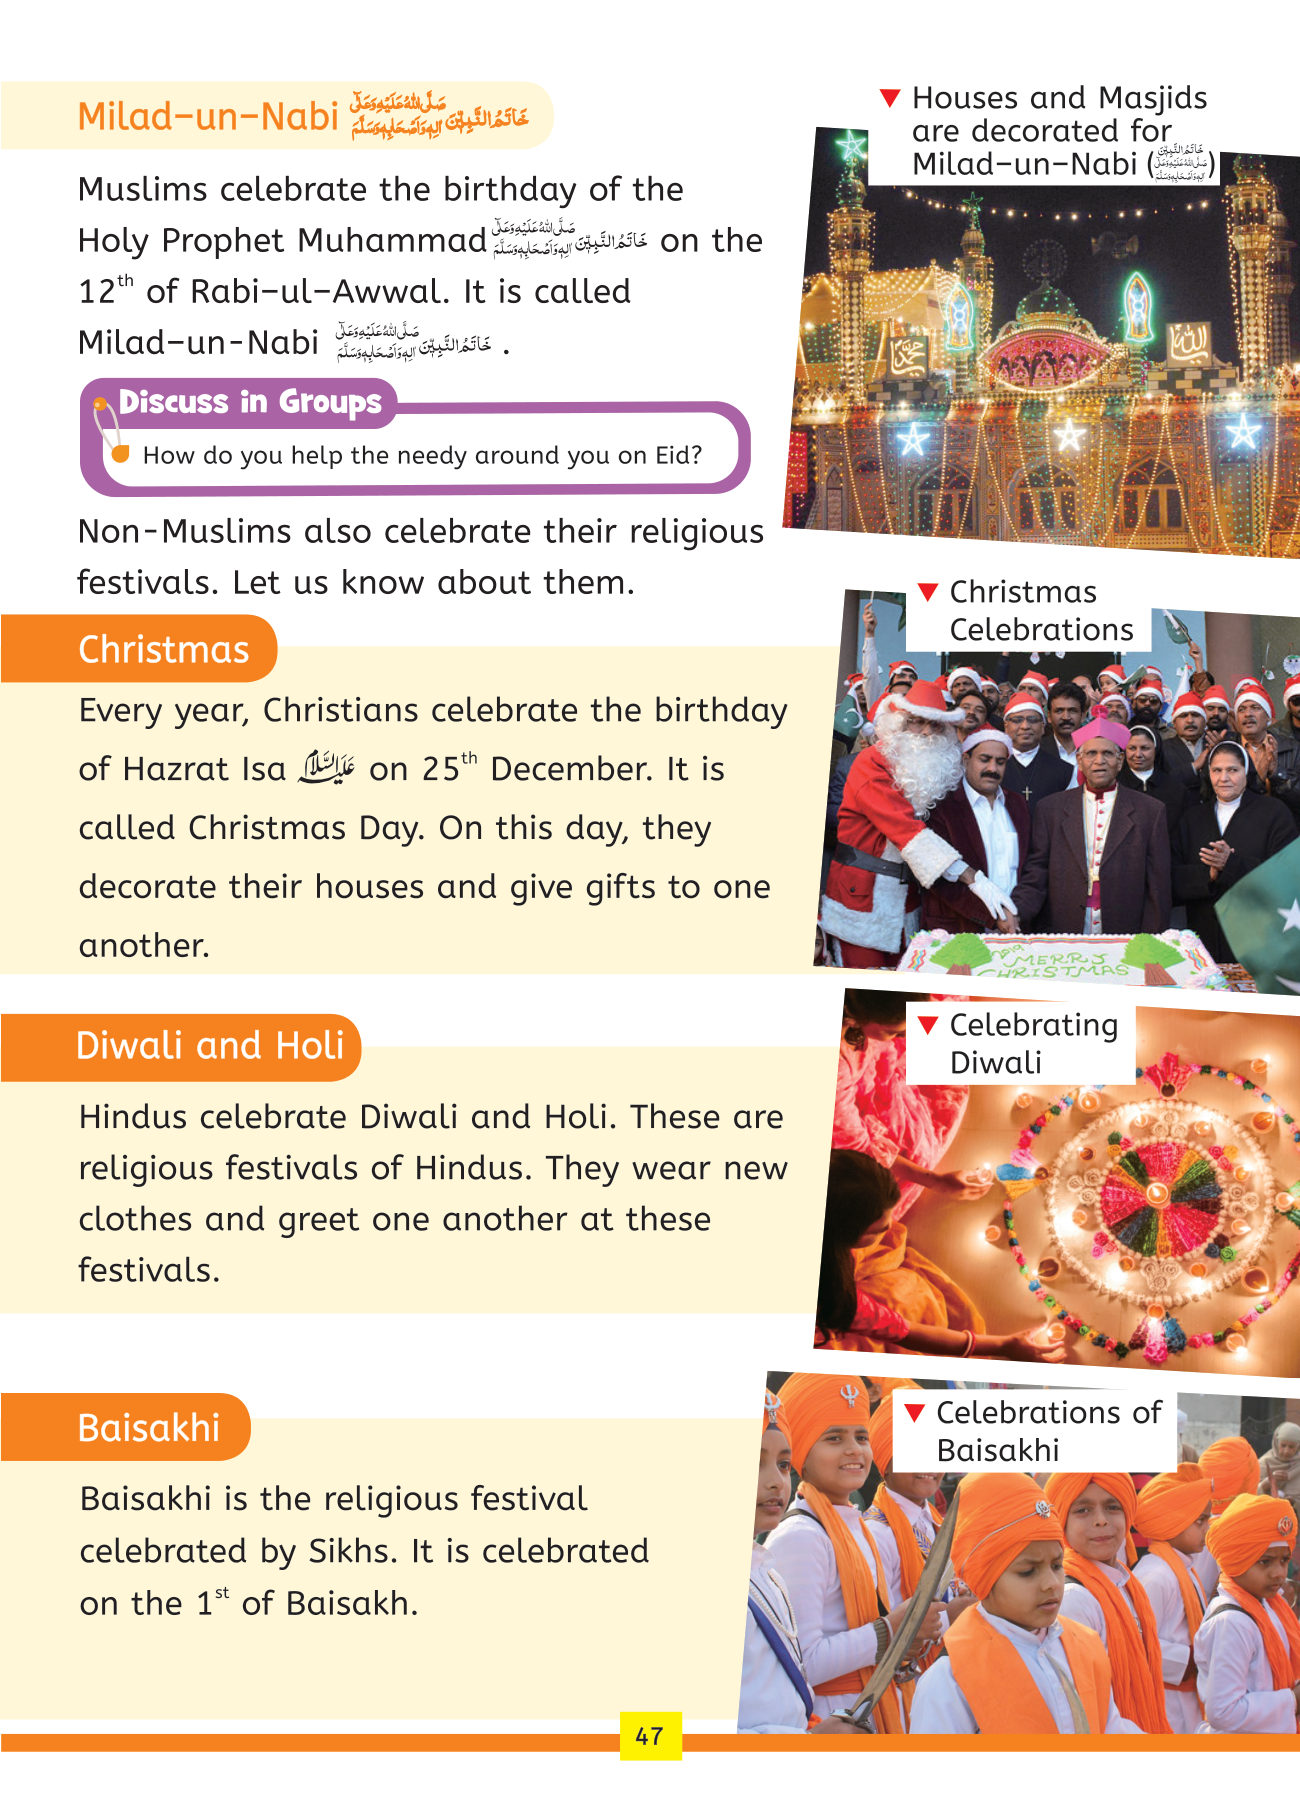 Milad–un–Nabi خَاتَمُ النَّبِيّٖنَ صَلَّى اللهُ عَلَيْهِ وَعَلٰٓى اٰلِهٖ وَاَصْحَابِهٖ وَسَلَّمَ
Muslims celebrate the birthday of the
Holy Prophet Muhammad خَاتَمُ النَّبِيّٖنَ صَلَّى اللهُ عَلَيْهِ وَعَلٰٓى اٰلِهٖ وَاَصْحَابِهٖ وَسَلَّمَ on the
12th of Rabi–ul–Awwal. It is called
Milad–un-Nabi خَاتَمُ النَّبِيّٖنَ صَلَّى اللهُ عَلَيْهِ وَعَلٰٓى اٰلِهٖ وَاَصْحَابِهٖ وَسَلَّمَ .
Discuss in Groups
How do you help the needy around you on Eid?
Non-Muslims also celebrate their religious
festivals. Let us know about them.
▼ Houses and Masjids
are decorated for
Milad–un–Nabi (خَاتَمُ النَّبِيّٖنَ صَلَّى اللهُ عَلَيْهِ وَعَلٰٓى اٰلِهٖ وَاَصْحَابِهٖ وَسَلَّمَ)
محمد
الله
Christmas
Every year, Christians celebrate the birthday
of Hazrat Isa عَلَيْهِ السَّلَام on 25th December. It is
called Christmas Day. On this day, they
decorate their houses and give gifts to one
another.
▼ Christmas
Celebrations
MERRY
CHRISTMAS
Diwali and Holi
Hindus celebrate Diwali and Holi. These are
religious festivals of Hindus. They wear new
clothes and greet one another at these
festivals.
▼ Celebrating
Diwali
Baisakhi
Baisakhi is the religious festival
celebrated by Sikhs. It is celebrated
on the 1st of Baisakh.
▼ Celebrations of
Baisakhi
47